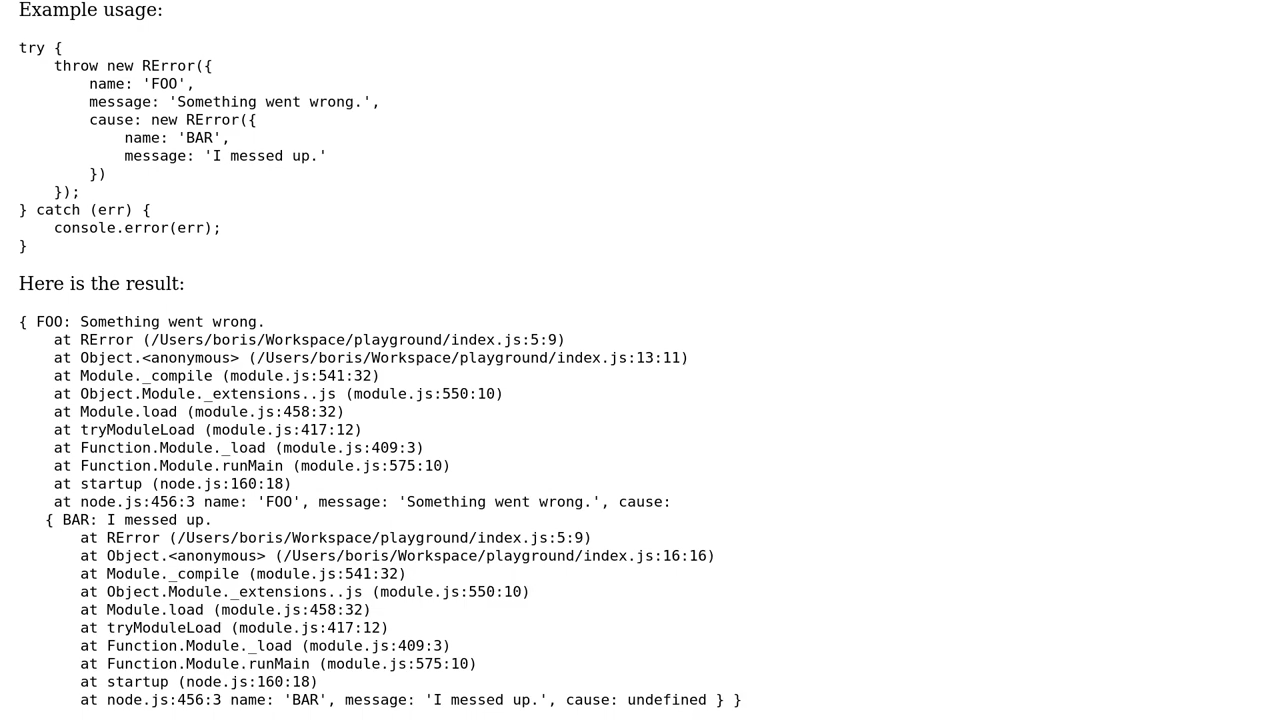 Example usage:
try {
    throw new RError({
        name: 'FOO',
        message: 'Something went wrong.',
        cause: new RError({
            name: 'BAR',
            message: 'I messed up.'
        })
    });
} catch (err) {
    console.error(err);
}
Here is the result:
{ FOO: Something went wrong.
    at RError (/Users/boris/Workspace/playground/index.js:5:9)
    at Object.<anonymous> (/Users/boris/Workspace/playground/index.js:13:11)
    at Module._compile (module.js:541:32)
    at Object.Module._extensions..js (module.js:550:10)
    at Module.load (module.js:458:32)
    at tryModuleLoad (module.js:417:12)
    at Function.Module._load (module.js:409:3)
    at Function.Module.runMain (module.js:575:10)
    at startup (node.js:160:18)
    at node.js:456:3 name: 'FOO', message: 'Something went wrong.', cause:
   { BAR: I messed up.
       at RError (/Users/boris/Workspace/playground/index.js:5:9)
       at Object.<anonymous> (/Users/boris/Workspace/playground/index.js:16:16)
       at Module._compile (module.js:541:32)
       at Object.Module._extensions..js (module.js:550:10)
       at Module.load (module.js:458:32)
       at tryModuleLoad (module.js:417:12)
       at Function.Module._load (module.js:409:3)
       at Function.Module.runMain (module.js:575:10)
       at startup (node.js:160:18)
       at node.js:456:3 name: 'BAR', message: 'I messed up.', cause: undefined } }